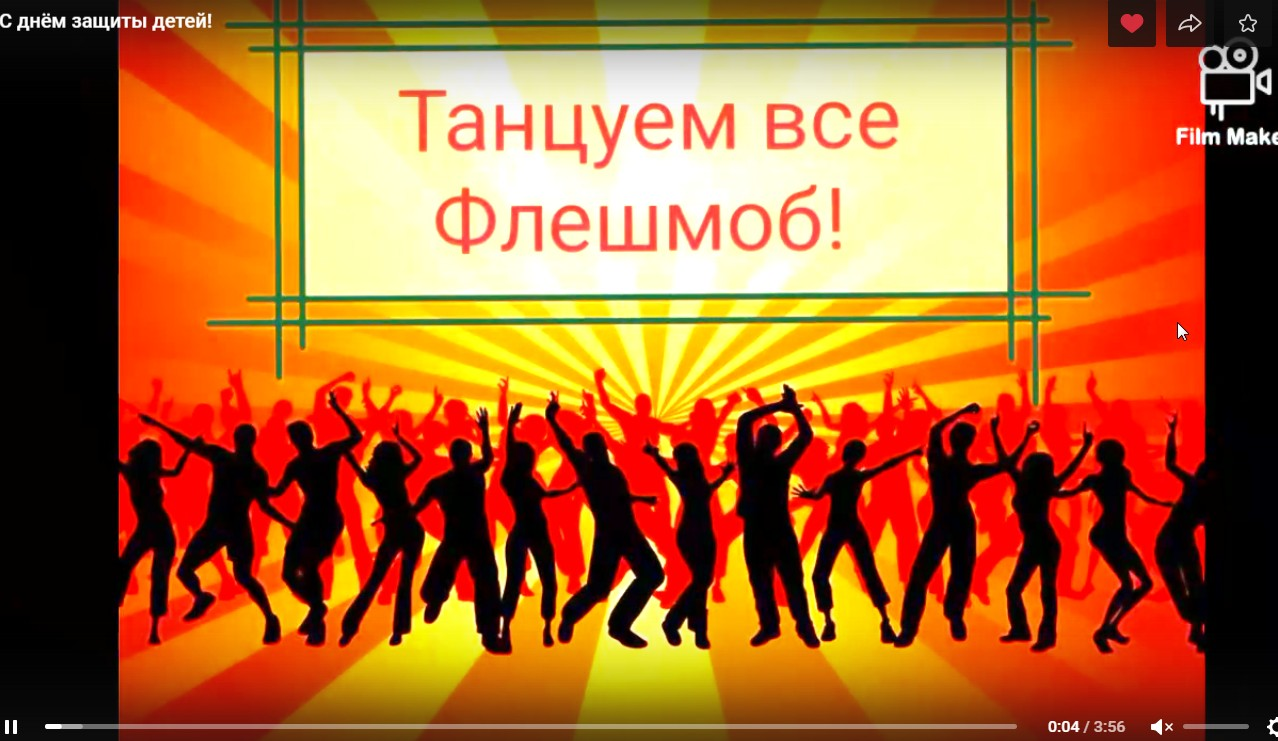 С днём защиты детей!
Танцуем все
Флешмоб!
Film Make
0:04 / 3:56